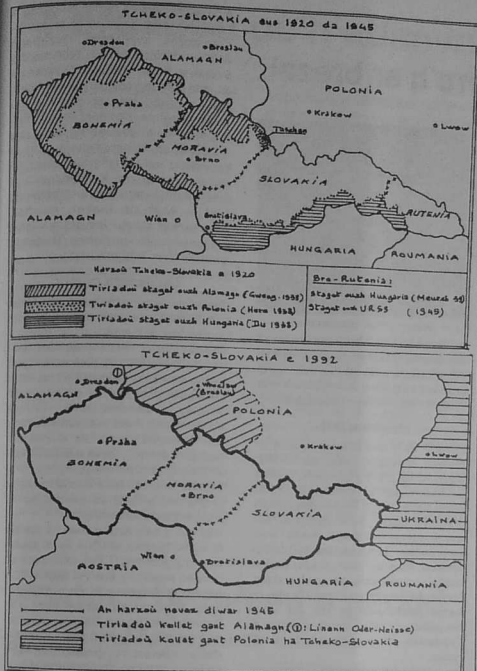 TCHEKO-SLOVAKIA eus 1920 da 1945
Dresden
Breslau
ALAMAGN
POLONIA
Praha
Krakow
Lwow
BOHEMIA
MORAVIA
Brno
SLOVAKIA
RUTENIA
ALAMAGN
Wien
Bratislava
HUNGARIA
ROUMANIA
Harzoù Tcheko-Slovakia e 1920
Tiriadoù staget ouzh Alamagn (Gweng. 1938)
Tiriadoù staget ouzh Polonia (Here 1938)
Tiriadoù staget ouzh Hungaria (Du 1938)
Bro-Rutenia:
Staget ouzh Hungaria (Meurzh 39)
Staget ouzh URSS (1945)
TCHEKO-SLOVAKIA e 1992
①
Dresden
ALAMAGN
Wroclaw
(Breslau)
POLONIA
Praha
Krakow
Lwow
BOHEMIA
MORAVIA
Brno
SLOVAKIA
UKRAINA
AOSTRIA
Wien
Bratislava
HUNGARIA
ROUMANIA
An harzoù nevez diwar 1945
Tiriadoù kollet gant Alamagn (①: Linenn Oder-Neisse)
Tiriadoù kollet gant Polonia ha Tcheko-Slovakia